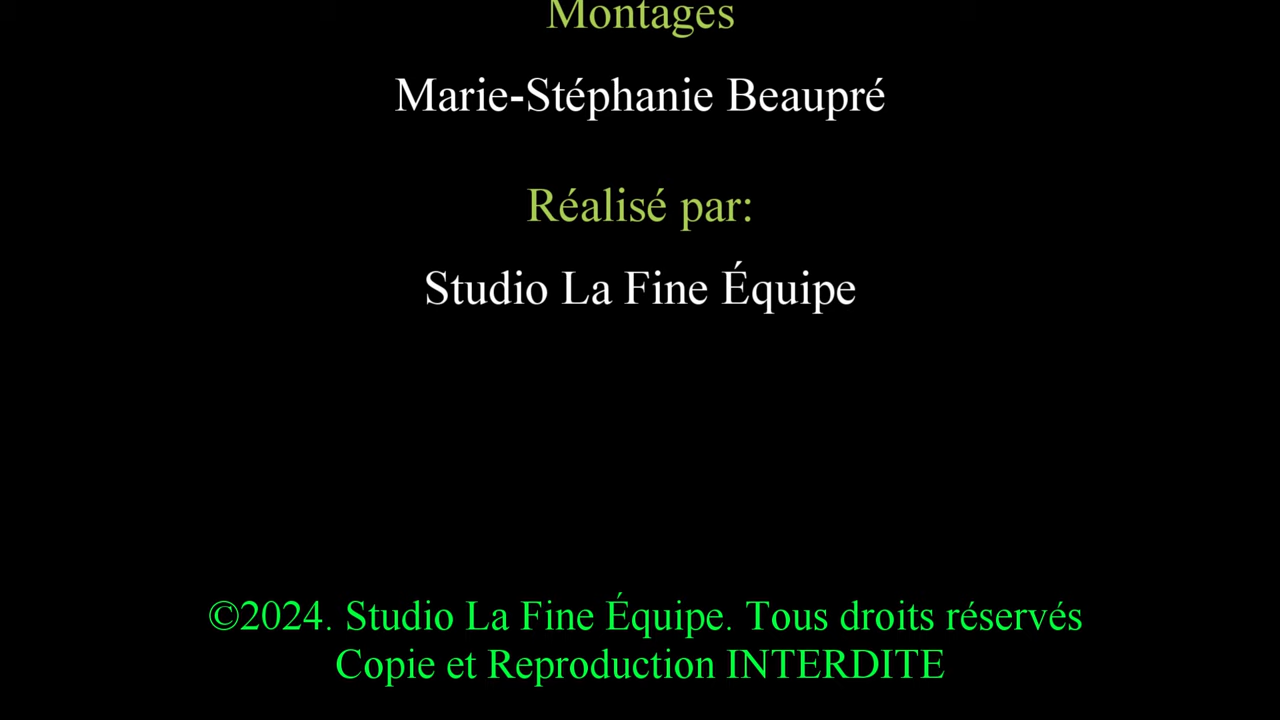 Montages
Marie-Stéphanie Beaupré
Réalisé par:
Studio La Fine Équipe
©2024. Studio La Fine Équipe. Tous droits réservés
Copie et Reproduction INTERDITE